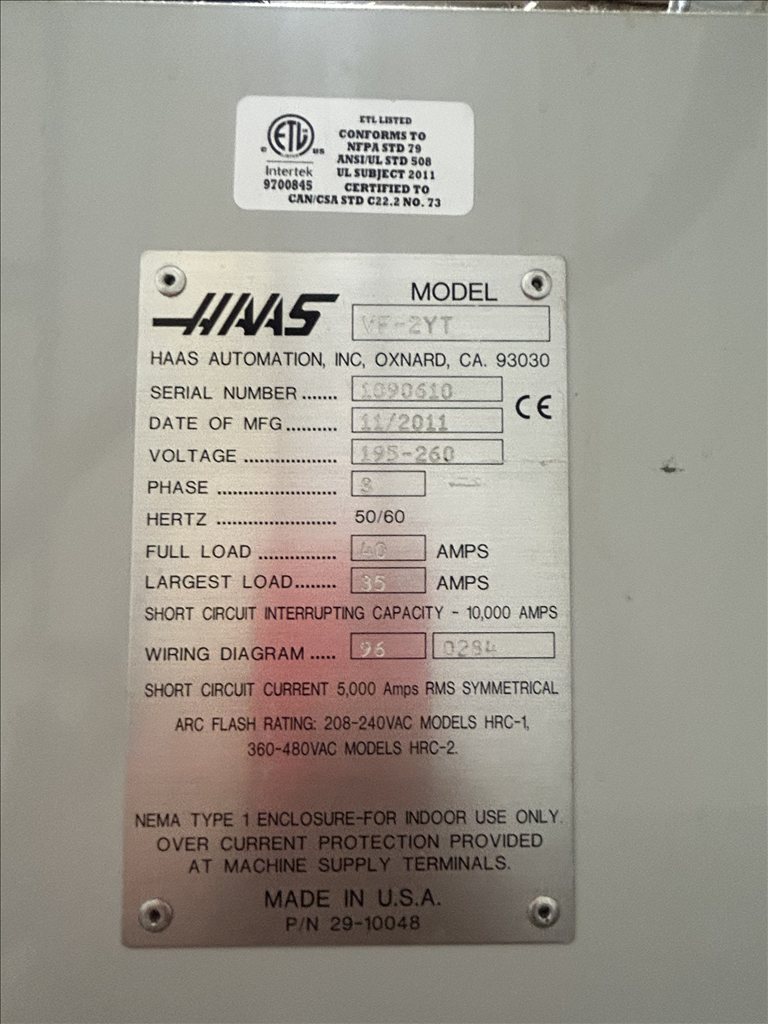 ETL LISTED
CONFORMS TO
NFPA STD 79
ANSI/UL STD 508
UL SUBJECT 2011
CERTIFIED TO
CAN/CSA STD C22.2 NO. 73
ETL
C US
Intertek
9700845
HAAS
MODEL
VF-2YT
HAAS AUTOMATION, INC, OXNARD, CA. 93030
SERIAL NUMBER ....... 1090610
CE
DATE OF MFG.......... 11/2011
VOLTAGE .................. 195-260
PHASE ....................... 3
HERTZ ....................... 50/60
FULL LOAD ............... 40 AMPS
LARGEST LOAD........ 35 AMPS
SHORT CIRCUIT INTERRUPTING CAPACITY - 10,000 AMPS
WIRING DIAGRAM ..... 96 0284
SHORT CIRCUIT CURRENT 5,000 Amps RMS SYMMETRICAL
ARC FLASH RATING: 208-240VAC MODELS HRC-1,
360-480VAC MODELS HRC-2.
NEMA TYPE 1 ENCLOSURE-FOR INDOOR USE ONLY.
OVER CURRENT PROTECTION PROVIDED
AT MACHINE SUPPLY TERMINALS.
MADE IN U.S.A.
P/N 29-10048